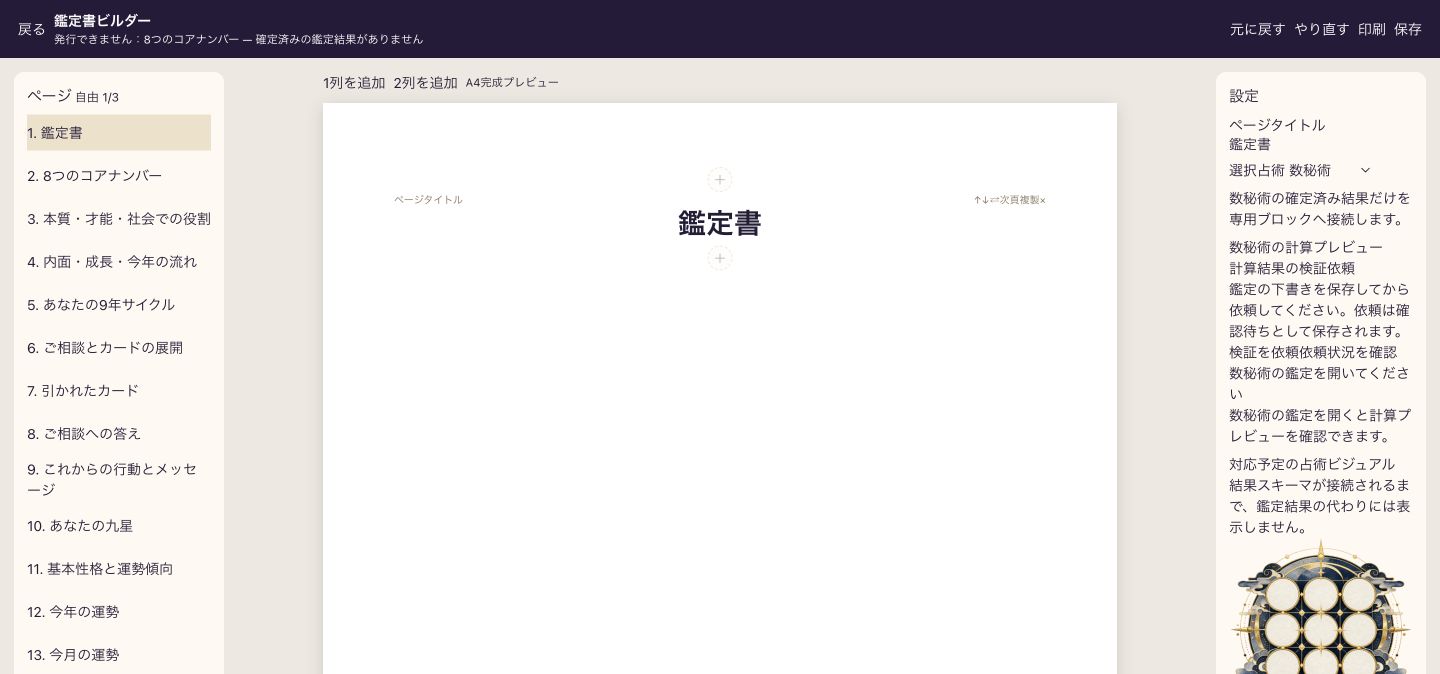 戻る
鑑定書ビルダー
発行できません：8つのコアナンバー — 確定済みの鑑定結果がありません
元に戻す やり直す 印刷 保存
ページ 自由 1/3
1. 鑑定書
2. 8つのコアナンバー
3. 本質・才能・社会での役割
4. 内面・成長・今年の流れ
5. あなたの9年サイクル
6. ご相談とカードの展開
7. 引かれたカード
8. ご相談への答え
9. これからの行動とメッセ
ージ
10. あなたの九星
11. 基本性格と運勢傾向
12. 今年の運勢
13. 今月の運勢
1列を追加 2列を追加 A4完成プレビュー
+
ページタイトル
↑↓⇄次頁複製×
鑑定書
+
設定
ページタイトル
鑑定書
選択占術 数秘術
数秘術の確定済み結果だけを
専用ブロックへ接続します。
数秘術の計算プレビュー
計算結果の検証依頼
鑑定の下書きを保存してから
依頼してください。依頼は確
認待ちとして保存されます。
検証を依頼依頼状況を確認
数秘術の鑑定を開いてくださ
い
数秘術の鑑定を開くと計算プ
レビューを確認できます。
対応予定の占術ビジュアル
結果スキーマが接続されるま
で、鑑定結果の代わりには表
示しません。